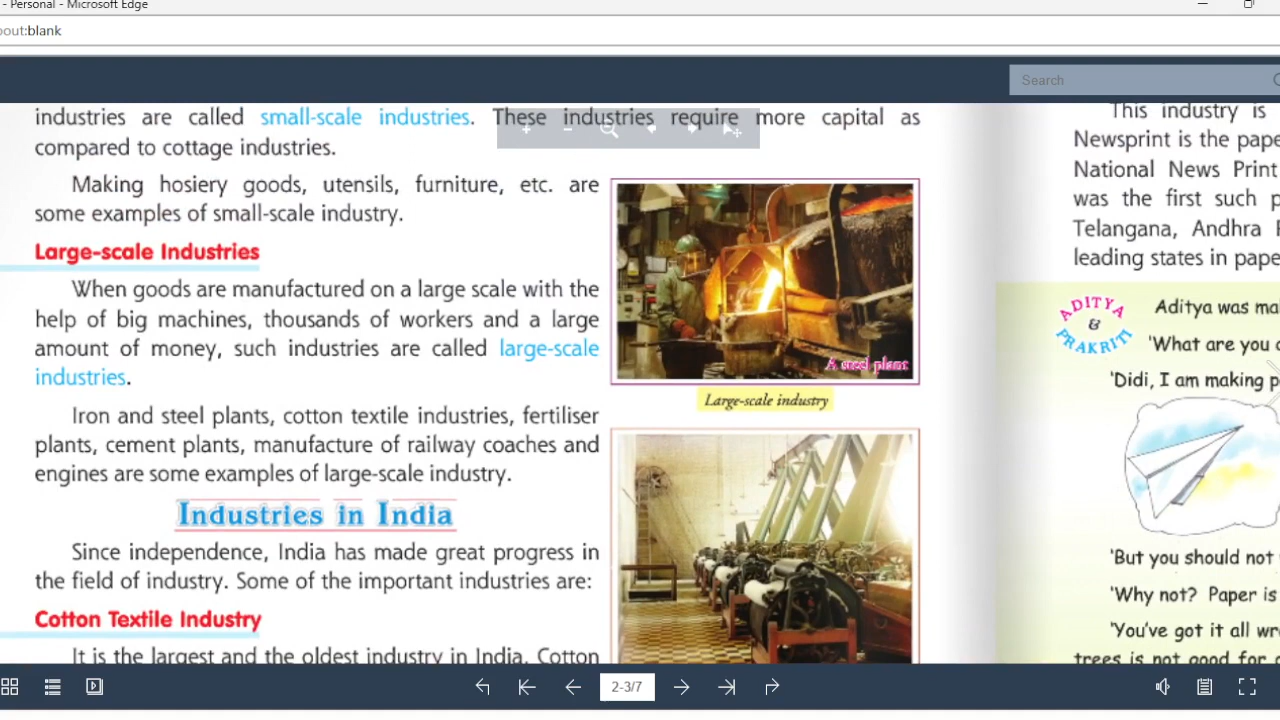 - Personal - Microsoft Edge
out:blank
Search
industries are called small-scale industries. These industries require more capital as
compared to cottage industries.
Making hosiery goods, utensils, furniture, etc. are
some examples of small-scale industry.
Large-scale Industries
When goods are manufactured on a large scale with the
help of big machines, thousands of workers and a large
amount of money, such industries are called large-scale
industries.
Iron and steel plants, cotton textile industries, fertiliser
plants, cement plants, manufacture of railway coaches and
engines are some examples of large-scale industry.
A steel plant
Large-scale industry
Industries in India
Since independence, India has made great progress in
the field of industry. Some of the important industries are:
Cotton Textile Industry
It is the largest and the oldest industry in India. Cotton
This industry is
Newsprint is the pape
National News Print
was the first such p
Telangana, Andhra
leading states in pape
ADITYA
&
PRAKRITI
Aditya was ma
'What are you
'Didi, I am making p
'But you should not
'Why not? Paper is
'You've got it all wr
trees is not good for
2-3/7